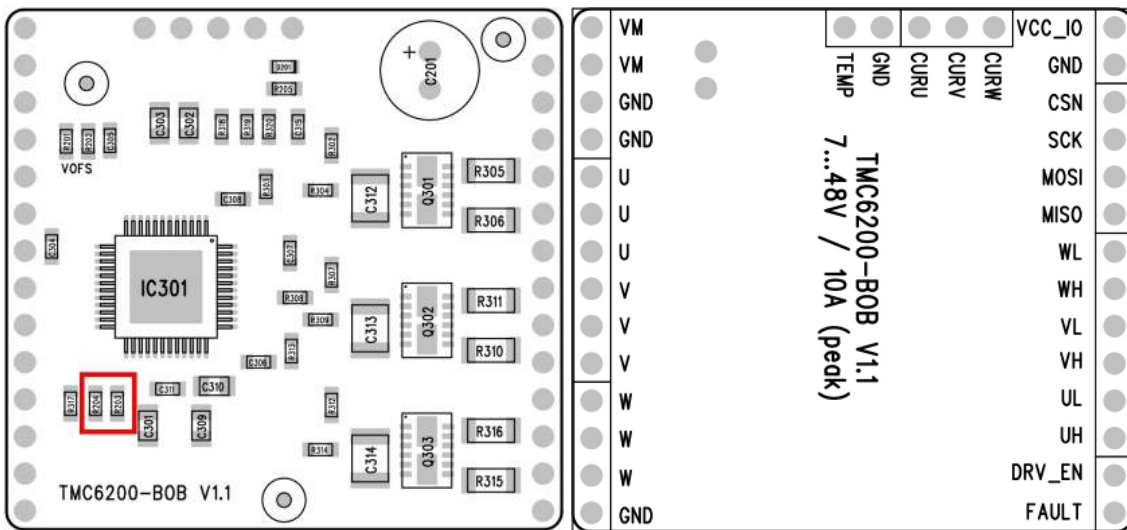 D201
R205
C201
+
C303
C302
R318
R319
R320
C315
R302
R201
R202
C305
VOFS
R303
C308
R304
C312
Q301
R305
R306
C304
IC301
C307
R307
R308
R309
R313
C306
C313
Q302
R311
R310
R317
R204
R203
C311
C310
C301
C309
R312
R314
C314
Q303
R316
R315
TMC6200-BOB V1.1
VM
VM
GND
GND
U
U
U
V
V
V
W
W
W
GND
TEMP
GND
CURU
CURV
CURW
TMC6200-BOB V1.1
7...48V / 10A (peak)
VCC_IO
GND
CSN
SCK
MOSI
MISO
WL
WH
VL
VH
UL
UH
DRV_EN
FAULT